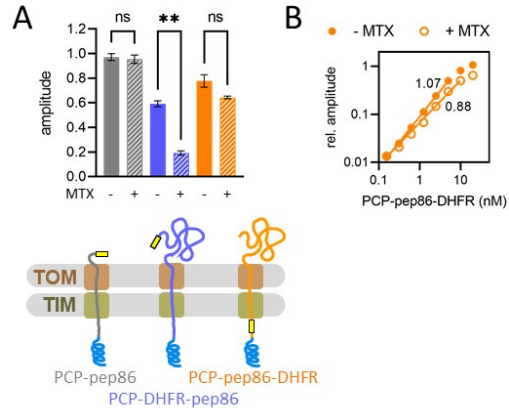 A
ns
**
ns
amplitude
1.2
1.0
0.8
0.6
0.4
0.2
0.0
MTX - + - + - +
B
- MTX + MTX
rel. amplitude
1
0.1
0.01
1.07
0.88
0.1 1 10 100
PCP-pep86-DHFR (nM)
TOM
TIM
PCP-pep86 PCP-pep86-DHFR
PCP-DHFR-pep86